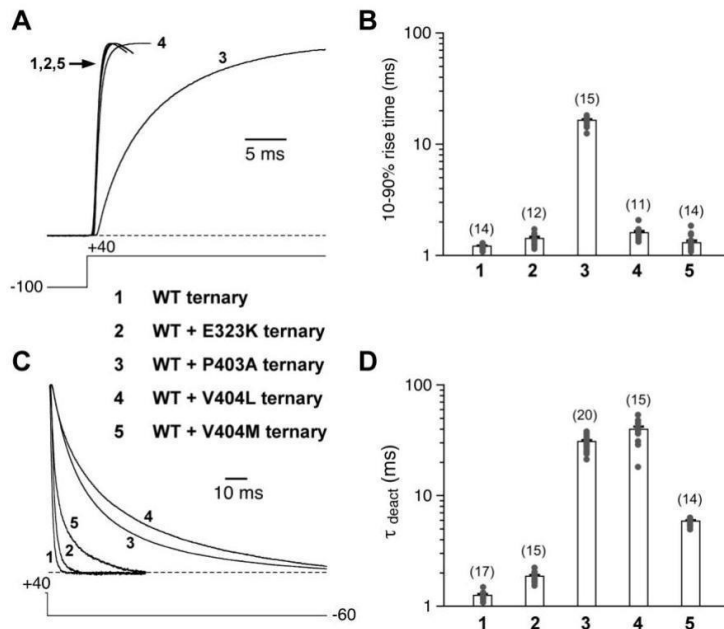 A
1,2,5
4
3
5 ms
+40
-100
B
10-90% rise time (ms)
100
10
1
(14)
(12)
(15)
(11)
(14)
1
2
3
4
5
1 WT ternary
2 WT + E323K ternary
3 WT + P403A ternary
4 WT + V404L ternary
5 WT + V404M ternary
C
10 ms
1
2
5
3
4
+40
-60
D
τ deact (ms)
100
10
1
(17)
(15)
(20)
(15)
(14)
1
2
3
4
5